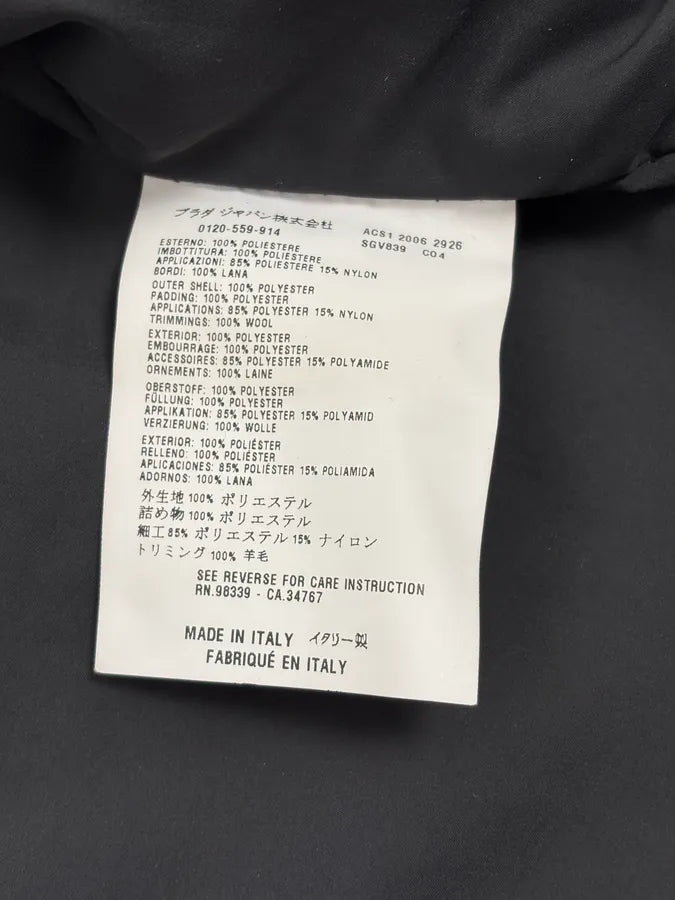 プラダ ジャパン株式会社
0120-559-914
ACS1 2006 2926
SGV839 C04
ESTERNO: 100% POLIESTERE
IMBOTTITURA: 100% POLIESTERE
APPLICAZIONI: 85% POLIESTERE 15% NYLON
BORDI: 100% LANA
OUTER SHELL: 100% POLYESTER
PADDING: 100% POLYESTER
APPLICATIONS: 85% POLYESTER 15% NYLON
TRIMMINGS: 100% WOOL
EXTERIOR: 100% POLYESTER
EMBOURRAGE: 100% POLYESTER
ACCESSOIRES: 85% POLYESTER 15% POLYAMIDE
ORNEMENTS: 100% LAINE
OBERSTOFF: 100% POLYESTER
FÜLLUNG: 100% POLYESTER
APPLIKATION: 85% POLYESTER 15% POLYAMID
VERZIERUNG: 100% WOLLE
EXTERIOR: 100% POLIÉSTER
RELLENO: 100% POLIÉSTER
APLICACIONES: 85% POLIÉSTER 15% POLIAMIDA
ADORNOS: 100% LANA
外生地 100% ポリエステル
詰め物 100% ポリエステル
細工 85% ポリエステル 15% ナイロン
トリミング 100% 羊毛
SEE REVERSE FOR CARE INSTRUCTION
RN.98339 - CA.34767
MADE IN ITALY イタリー製
FABRIQUÉ EN ITALY